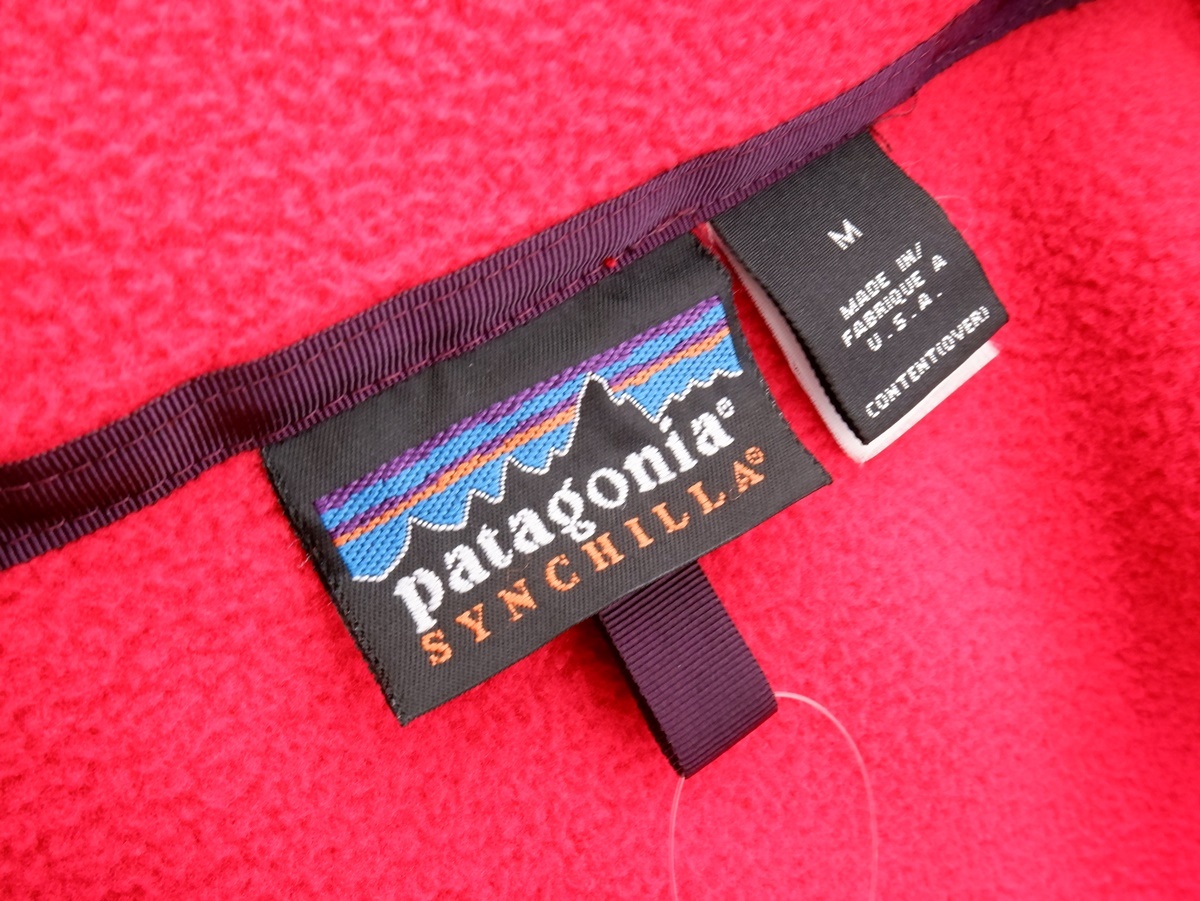 patagonia®
SYNCHILLA®
M
MADE IN/
FABRIQUE A
U.S.A.
CONTENT(OVER)